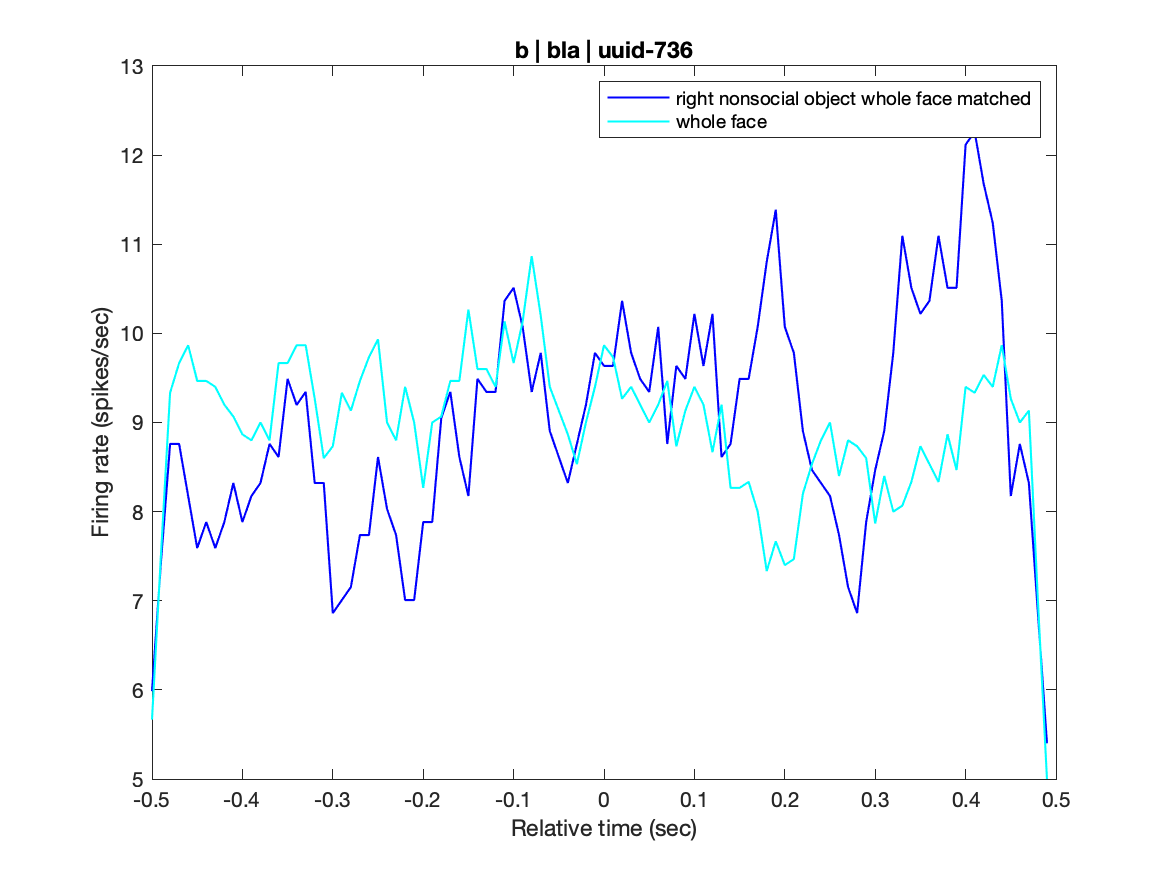 b | bla | uuid-736
right nonsocial object whole face matched
whole face
Firing rate (spikes/sec)
13
12
11
10
9
8
7
6
5
-0.5 -0.4 -0.3 -0.2 -0.1 0 0.1 0.2 0.3 0.4 0.5
Relative time (sec)